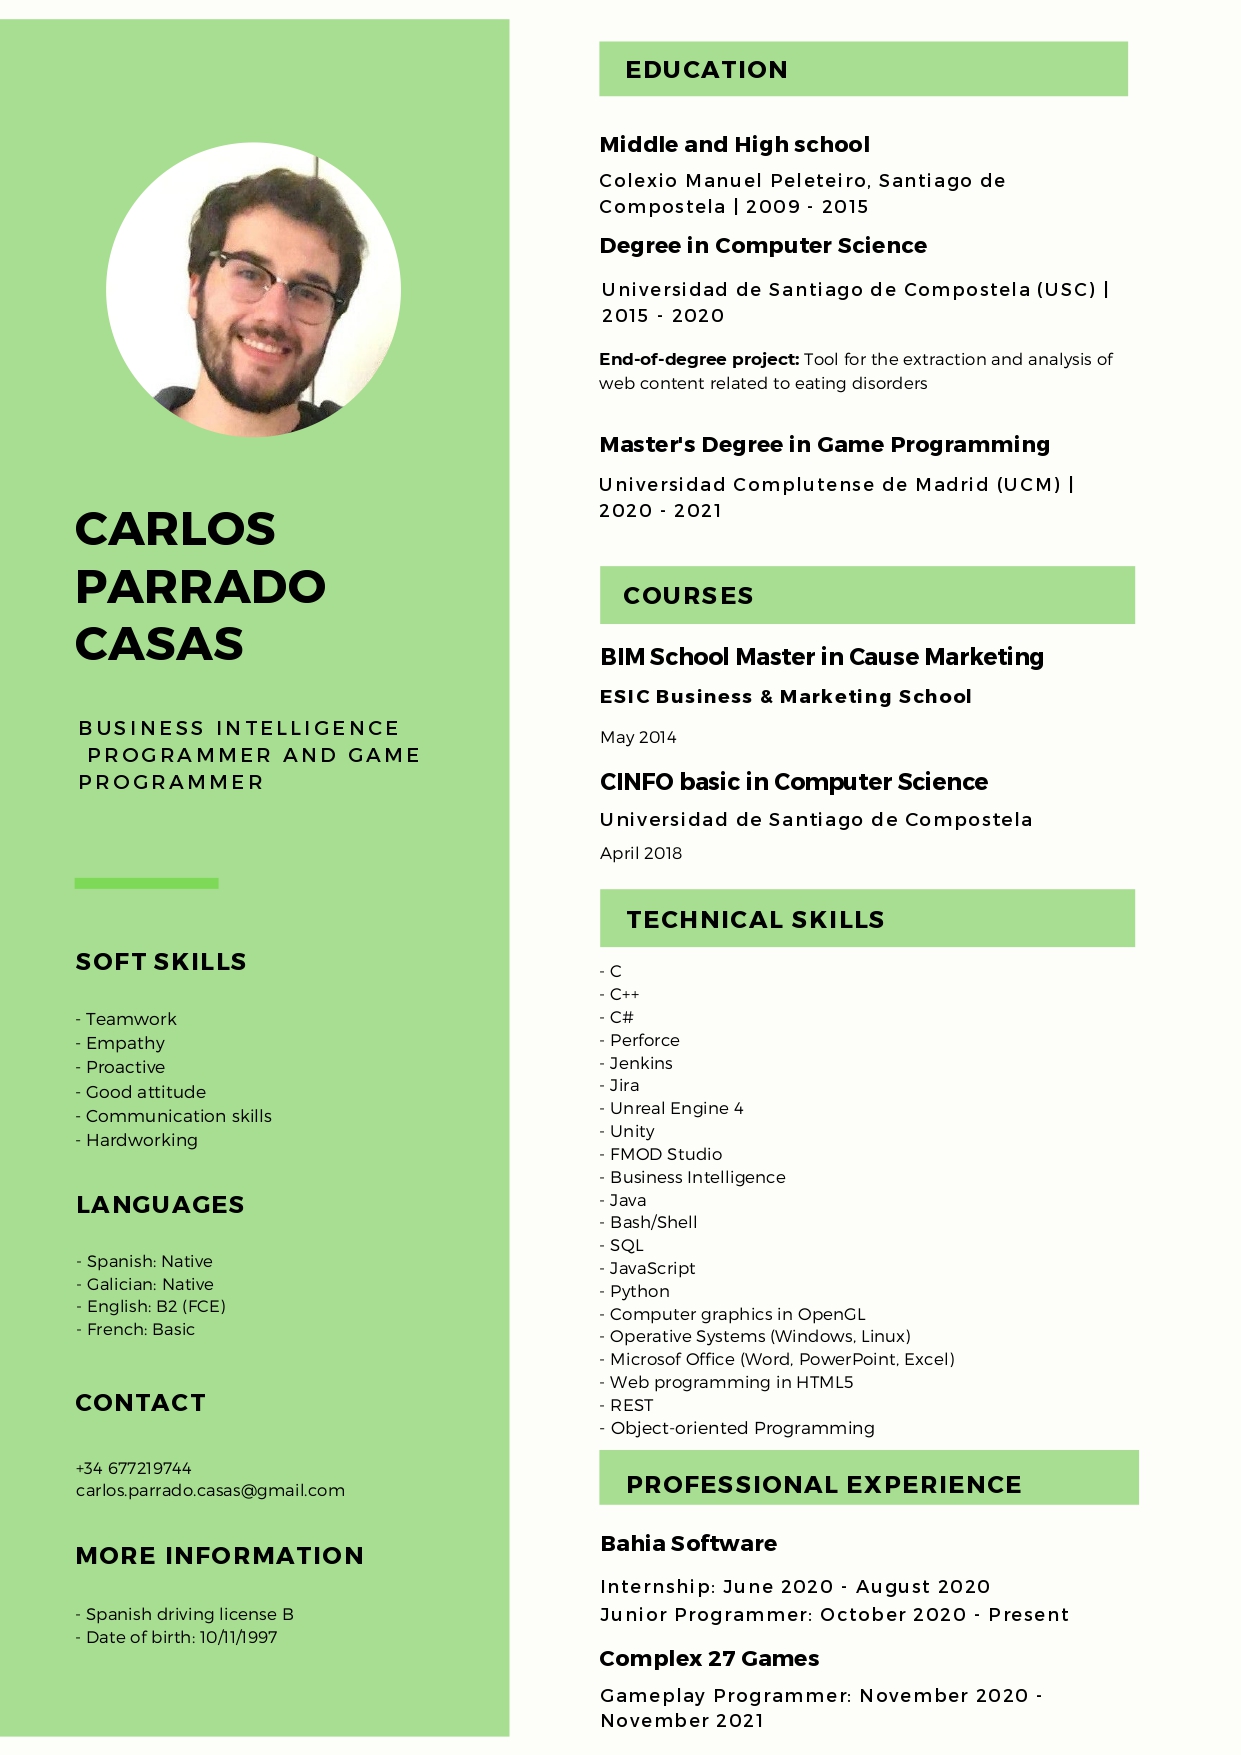 CARLOS
PARRADO
CASAS
BUSINESS INTELLIGENCE
PROGRAMMER AND GAME
PROGRAMMER
SOFT SKILLS
- Teamwork
- Empathy
- Proactive
- Good attitude
- Communication skills
- Hardworking
LANGUAGES
- Spanish: Native
- Galician: Native
- English: B2 (FCE)
- French: Basic
CONTACT
+34 677219744
carlos.parrado.casas@gmail.com
MORE INFORMATION
- Spanish driving license B
- Date of birth: 10/11/1997
EDUCATION
Middle and High school
Colexio Manuel Peleteiro, Santiago de
Compostela | 2009 - 2015
Degree in Computer Science
Universidad de Santiago de Compostela (USC) |
2015 - 2020
End-of-degree project: Tool for the extraction and analysis of
web content related to eating disorders
Master's Degree in Game Programming
Universidad Complutense de Madrid (UCM) |
2020 - 2021
COURSES
BIM School Master in Cause Marketing
ESIC Business & Marketing School
May 2014
CINFO basic in Computer Science
Universidad de Santiago de Compostela
April 2018
TECHNICAL SKILLS
- C
- C++
- C#
- Perforce
- Jenkins
- Jira
- Unreal Engine 4
- Unity
- FMOD Studio
- Business Intelligence
- Java
- Bash/Shell
- SQL
- JavaScript
- Python
- Computer graphics in OpenGL
- Operative Systems (Windows, Linux)
- Microsof Office (Word, PowerPoint, Excel)
- Web programming in HTML5
- REST
- Object-oriented Programming
PROFESSIONAL EXPERIENCE
Bahia Software
Internship: June 2020 - August 2020
Junior Programmer: October 2020 - Present
Complex 27 Games
Gameplay Programmer: November 2020 -
November 2021